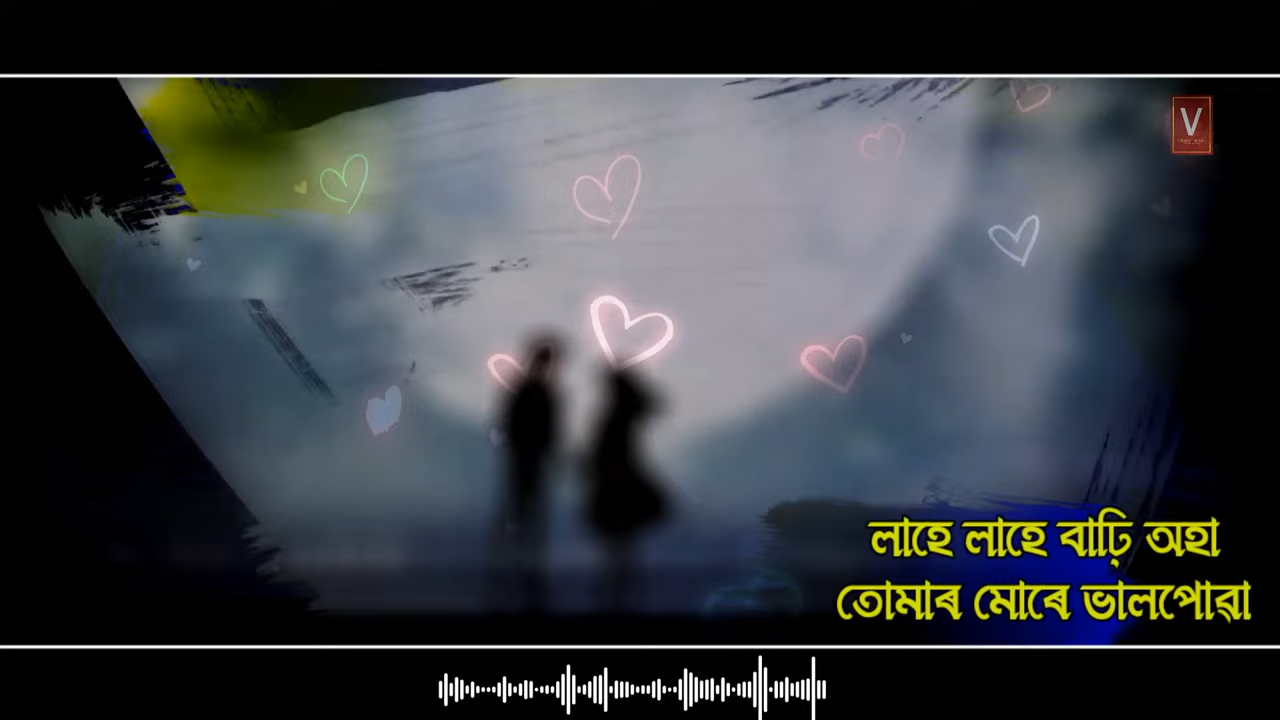 V
লাহে লাহে বাঢ়ি অহা
তোমাৰ মোৰে ভালপোৱা